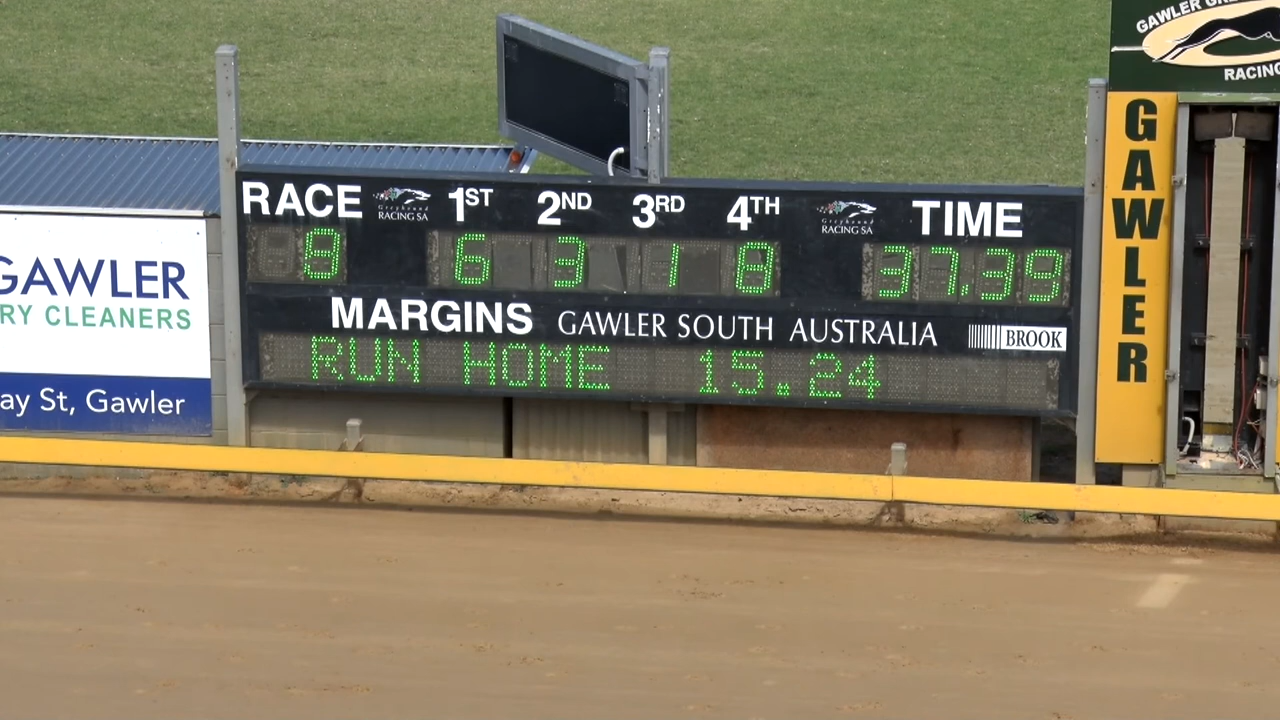 GAWLER GRE
RACING
GAWLER
RACE
Greyhound
RACING SA
1ST 2ND 3RD 4TH
Greyhound
RACING SA
TIME
8 6 3 1 8 37.39
MARGINS GAWLER SOUTH AUSTRALIA BROOK
RUN HOME 15.24
GAWLER
RY CLEANERS
ay St, Gawler